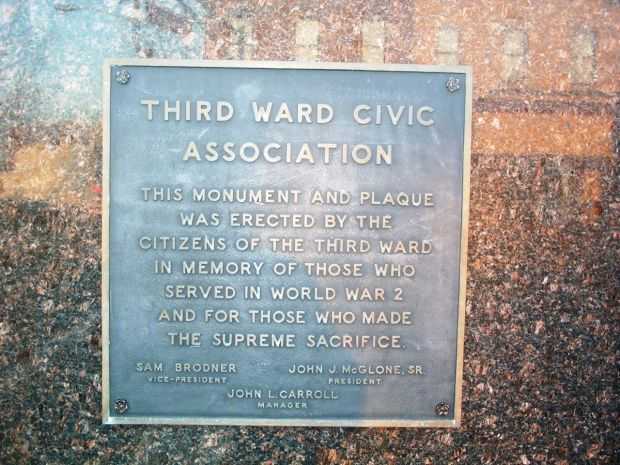 THIRD WARD CIVIC
ASSOCIATION
THIS MONUMENT AND PLAQUE
WAS ERECTED BY THE
CITIZENS OF THE THIRD WARD
IN MEMORY OF THOSE WHO
SERVED IN WORLD WAR 2
AND FOR THOSE WHO MADE
THE SUPREME SACRIFICE.
SAM BRODNER JOHN J. McGLONE, SR.
VICE-PRESIDENT PRESIDENT
JOHN L. CARROLL
MANAGER